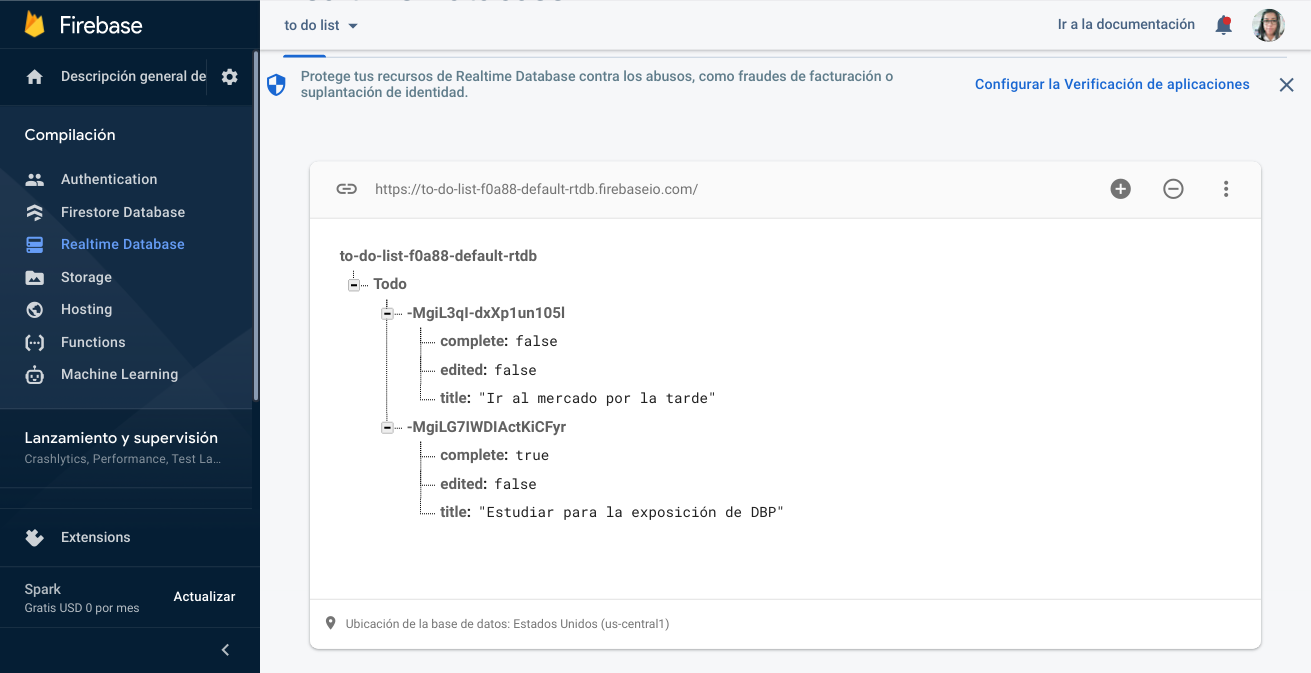 Firebase
to do list
Ir a la documentación
Descripción general de
Protege tus recursos de Realtime Database contra los abusos, como fraudes de facturación o
suplantación de identidad.
Configurar la Verificación de aplicaciones
Compilación
Authentication
Firestore Database
Realtime Database
Storage
Hosting
Functions
Machine Learning
Lanzamiento y supervisión
Crashlytics, Performance, Test La...
Extensions
Spark
Gratis USD 0 por mes
Actualizar
https://to-do-list-f0a88-default-rtdb.firebaseio.com/
to-do-list-f0a88-default-rtdb
Todo
-MgiL3qI-dxXp1un105l
complete: false
edited: false
title: "Ir al mercado por la tarde"
-MgiLG7IWDIActKiCFyr
complete: true
edited: false
title: "Estudiar para la exposición de DBP"
Ubicación de la base de datos: Estados Unidos (us-central1)